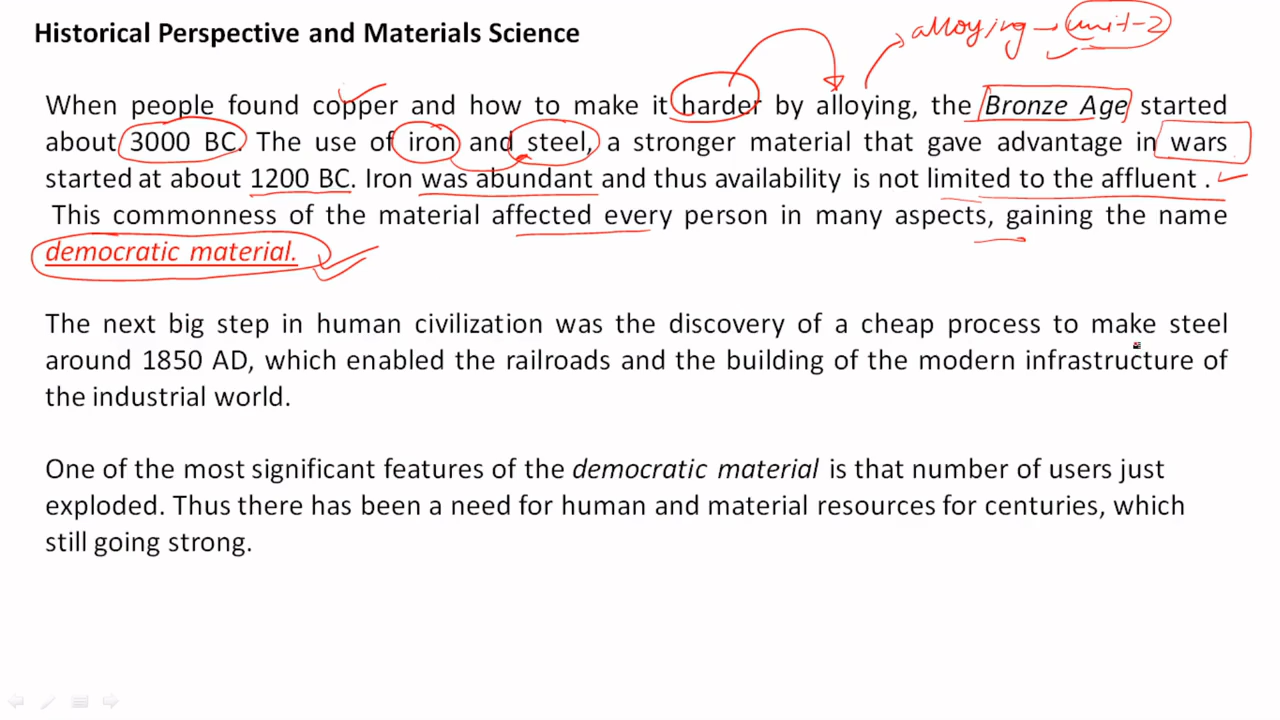 Historical Perspective and Materials Science
alloying → unit-2
When people found copper and how to make it harder by alloying, the Bronze Age started
about 3000 BC. The use of iron and steel, a stronger material that gave advantage in wars
started at about 1200 BC. Iron was abundant and thus availability is not limited to the affluent .
This commonness of the material affected every person in many aspects, gaining the name
democratic material.
The next big step in human civilization was the discovery of a cheap process to make steel
around 1850 AD, which enabled the railroads and the building of the modern infrastructure of
the industrial world.
One of the most significant features of the democratic material is that number of users just
exploded. Thus there has been a need for human and material resources for centuries, which
still going strong.